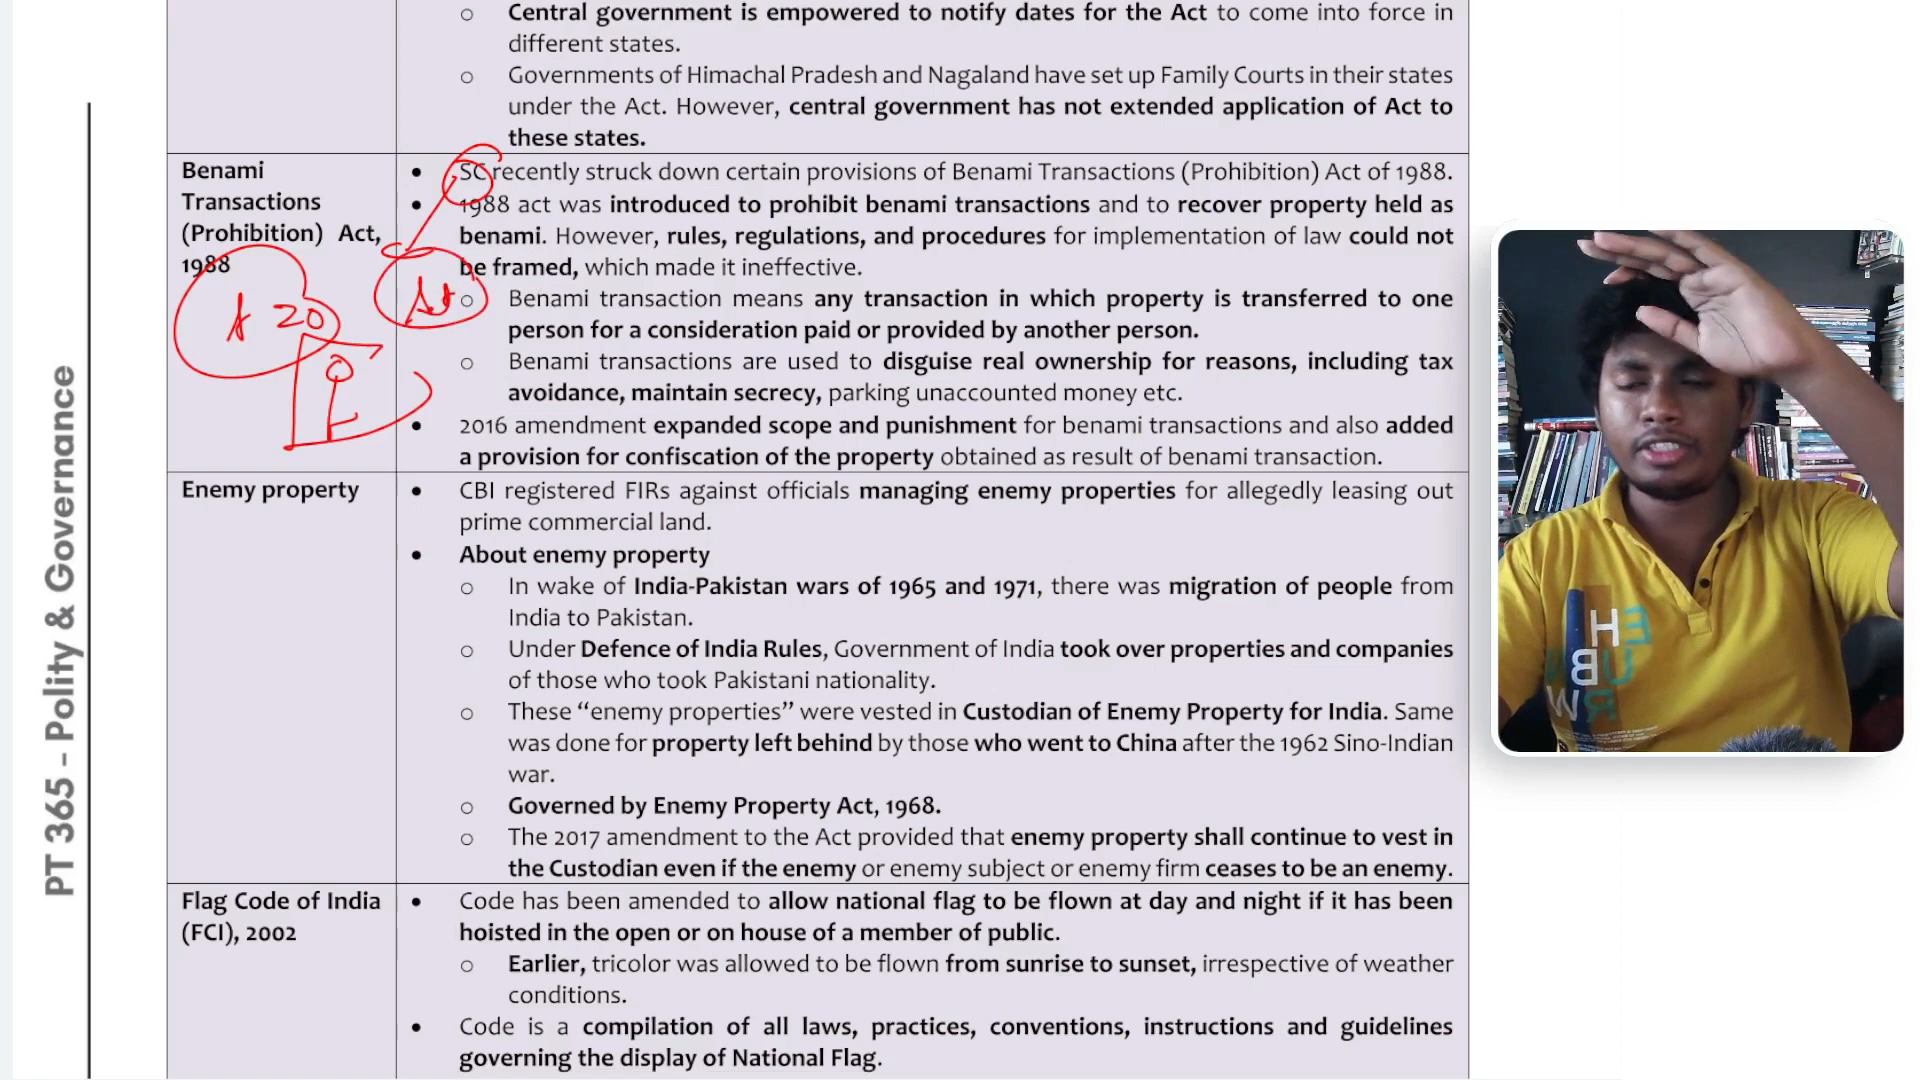 Central government is empowered to notify dates for the Act to come into force in
different states.
Governments of Himachal Pradesh and Nagaland have set up Family Courts in their states
under the Act. However, central government has not extended application of Act to
these states.
Benami
Transactions
(Prohibition) Act,
1988
SC recently struck down certain provisions of Benami Transactions (Prohibition) Act of 1988.
1988 act was introduced to prohibit benami transactions and to recover property held as
benami. However, rules, regulations, and procedures for implementation of law could not
be framed, which made it ineffective.
Benami transaction means any transaction in which property is transferred to one
person for a consideration paid or provided by another person.
Benami transactions are used to disguise real ownership for reasons, including tax
avoidance, maintain secrecy, parking unaccounted money etc.
2016 amendment expanded scope and punishment for benami transactions and also added
a provision for confiscation of the property obtained as result of benami transaction.
A 20
Enemy property
CBI registered FIRs against officials managing enemy properties for allegedly leasing out
prime commercial land.
About enemy property
In wake of India-Pakistan wars of 1965 and 1971, there was migration of people from
India to Pakistan.
Under Defence of India Rules, Government of India took over properties and companies
of those who took Pakistani nationality.
These “enemy properties” were vested in Custodian of Enemy Property for India. Same
was done for property left behind by those who went to China after the 1962 Sino-Indian
war.
Governed by Enemy Property Act, 1968.
The 2017 amendment to the Act provided that enemy property shall continue to vest in
the Custodian even if the enemy or enemy subject or enemy firm ceases to be an enemy.
Flag Code of India
(FCI), 2002
Code has been amended to allow national flag to be flown at day and night if it has been
hoisted in the open or on house of a member of public.
Earlier, tricolor was allowed to be flown from sunrise to sunset, irrespective of weather
conditions.
Code is a compilation of all laws, practices, conventions, instructions and guidelines
governing the display of National Flag.
PT 365 - Polity & Governance